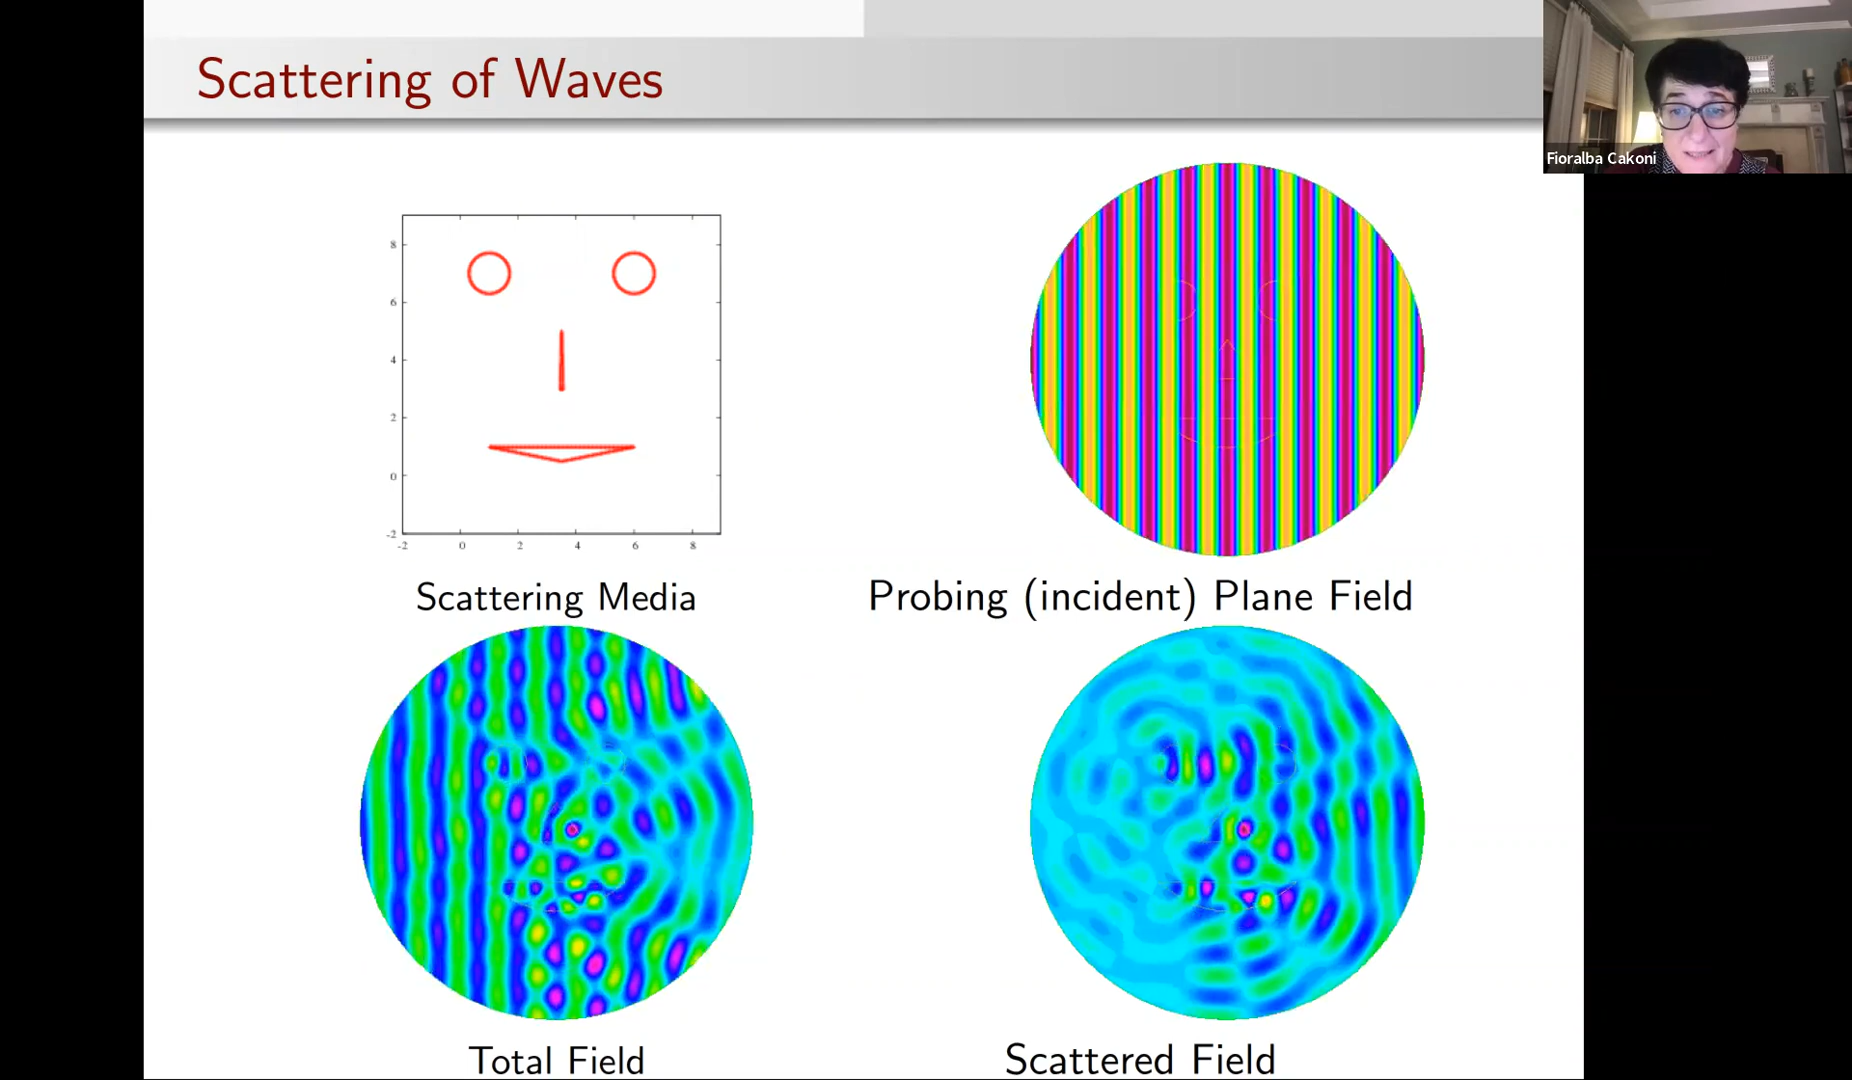 Scattering of Waves
Fioralba Cakoni
8
6
4
2
0
-2
-2 0 2 4 6 8
Scattering Media
Probing (incident) Plane Field
Total Field
Scattered Field